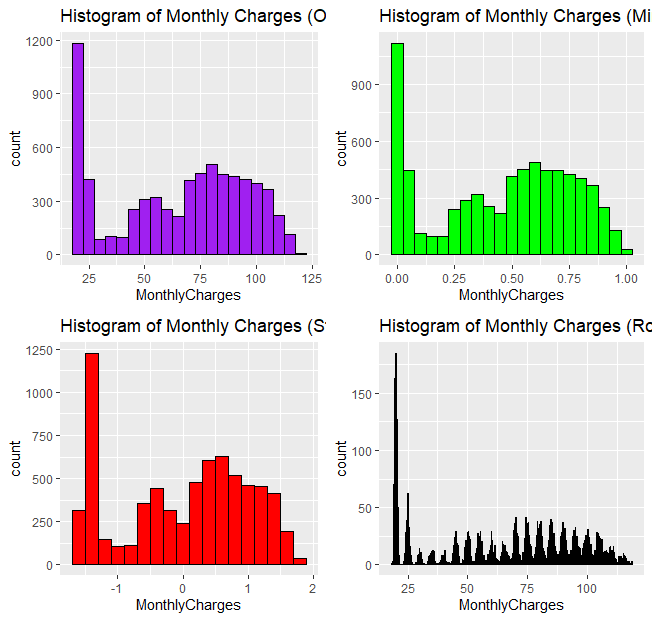 Histogram of Monthly Charges (O
1200
900
600
300
0
count
25 50 75 100 125
MonthlyCharges
Histogram of Monthly Charges (Mi
900
600
300
0
count
0.00 0.25 0.50 0.75 1.00
MonthlyCharges
Histogram of Monthly Charges (S
1250
1000
750
500
250
0
count
-1 0 1 2
MonthlyCharges
Histogram of Monthly Charges (Ro
150
100
50
0
count
25 50 75 100
MonthlyCharges